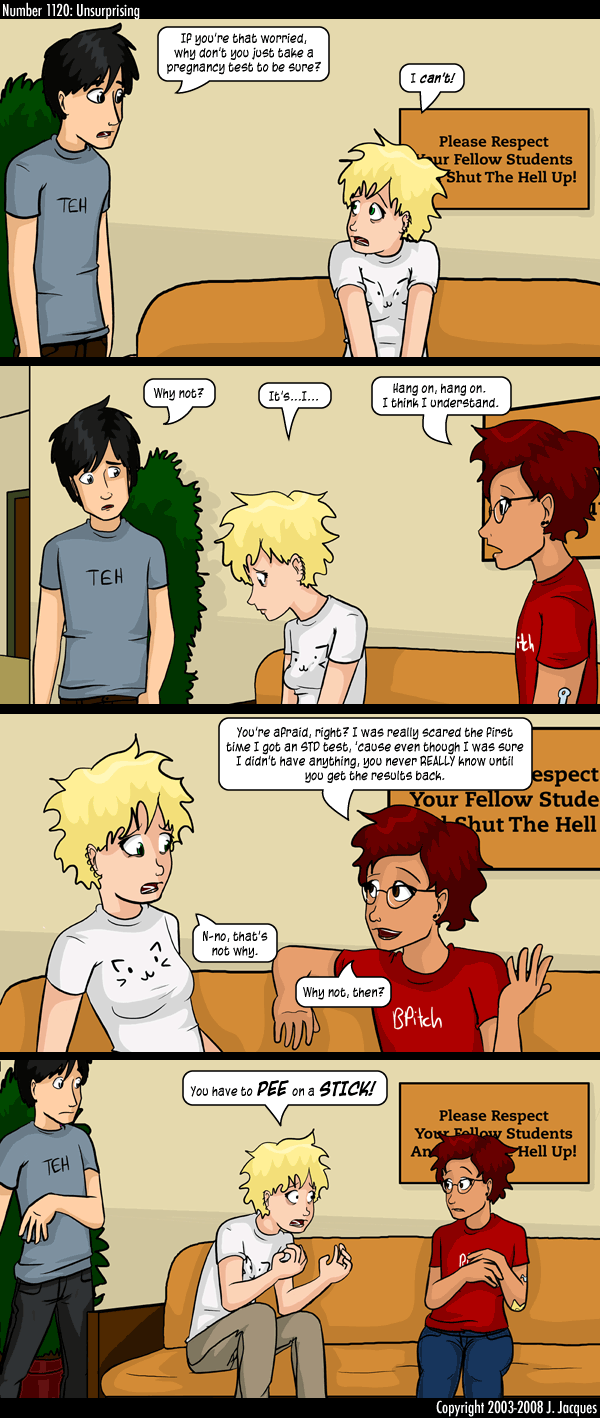 Number 1120: Unsurprising
If you're that worried,
why don't you just take a
pregnancy test to be sure?
I can't!
Please Respect
Your Fellow Students
Shut The Hell Up!
TEH
Why not?
It's...I...
Hang on, hang on.
I think I understand.
TEH
itch
You're afraid, right? I was really scared the first
time I got an STD test, 'cause even though I was sure
I didn't have anything, you never REALLY know until
you get the results back.
espect
Your Fellow Stude
Shut The Hell
N-no, that's
not why.
Why not, then?
BPitch
You have to PEE on a STICK!
Please Respect
Your Fellow Students
An Hell Up!
TEH
Copyright 2003-2008 J. Jacques